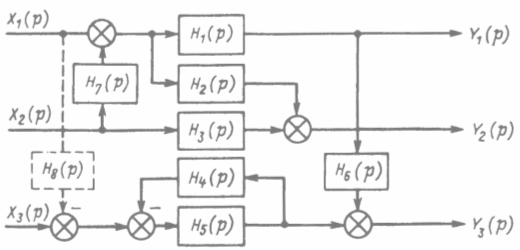 X₁(p) H₁(p) Y₁(p)
H₇(p) H₂(p)
X₂(p) H₃(p) Y₂(p)
H₈(p) H₄(p) H₆(p)
X₃(p) − − H₅(p) Y₃(p)